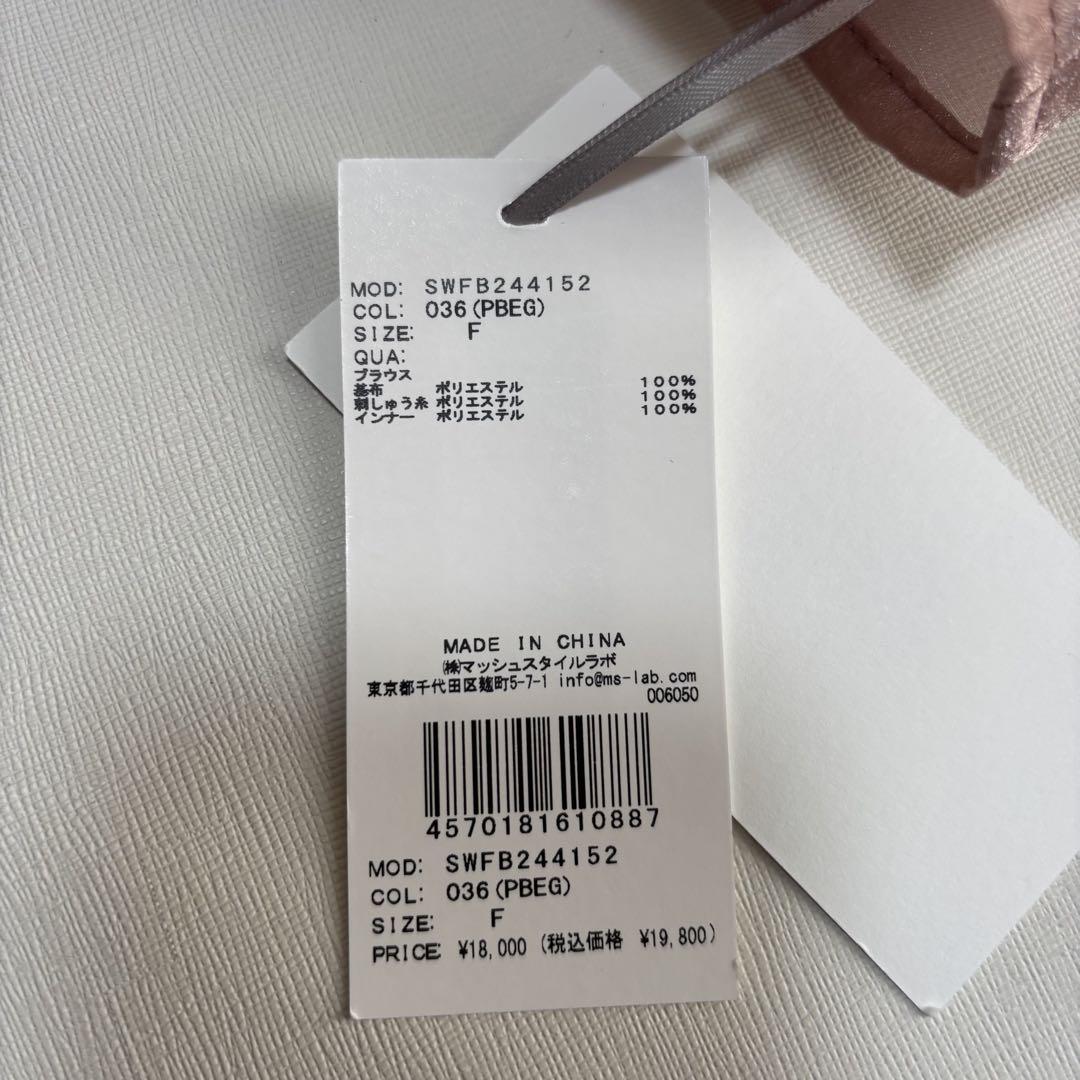 MOD: SWFB244152
COL: 036(PBEG)
SIZE: F
QUA:
ブラウス
基布 ポリエステル 100%
刺しゅう糸 ポリエステル 100%
インナー ポリエステル 100%
MADE IN CHINA
㈱マッシュスタイルラボ
東京都千代田区麹町5-7-1 info@ms-lab.com
006050
4570181610887
MOD: SWFB244152
COL: 036(PBEG)
SIZE: F
PRICE: ¥18,000 (税込価格 ¥19,800)